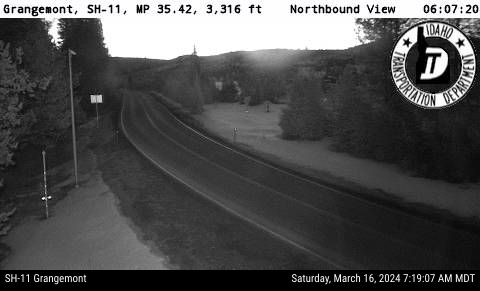 Grangemont, SH-11, MP 35.42, 3,316 ft Northbound View 06:07:20
IDAHO
TRANSPORTATION DEPARTMENT
SH-11 Grangemont Saturday, March 16, 2024 7:19:07 AM MDT